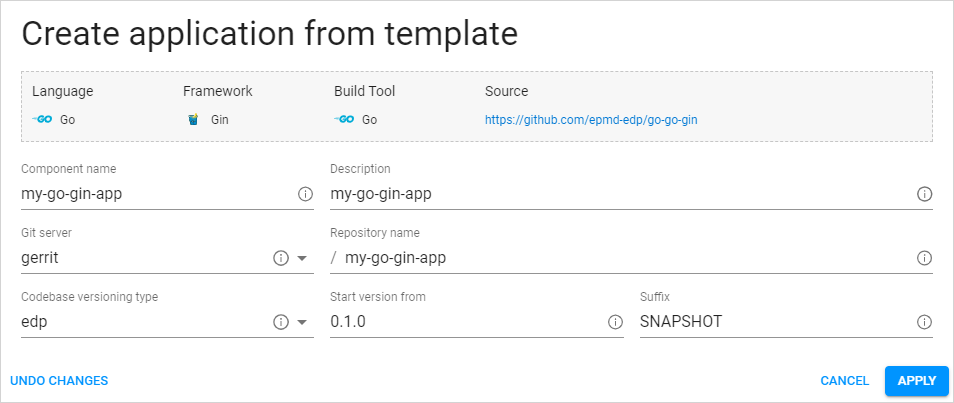 Create application from template
Language Framework Build Tool Source
GO Go Gin GO Go https://github.com/epmd-edp/go-go-gin
Component name Description
my-go-gin-app my-go-gin-app
Git server Repository name
gerrit / my-go-gin-app
Codebase versioning type Start version from Suffix
edp 0.1.0 SNAPSHOT
UNDO CHANGES CANCEL APPLY